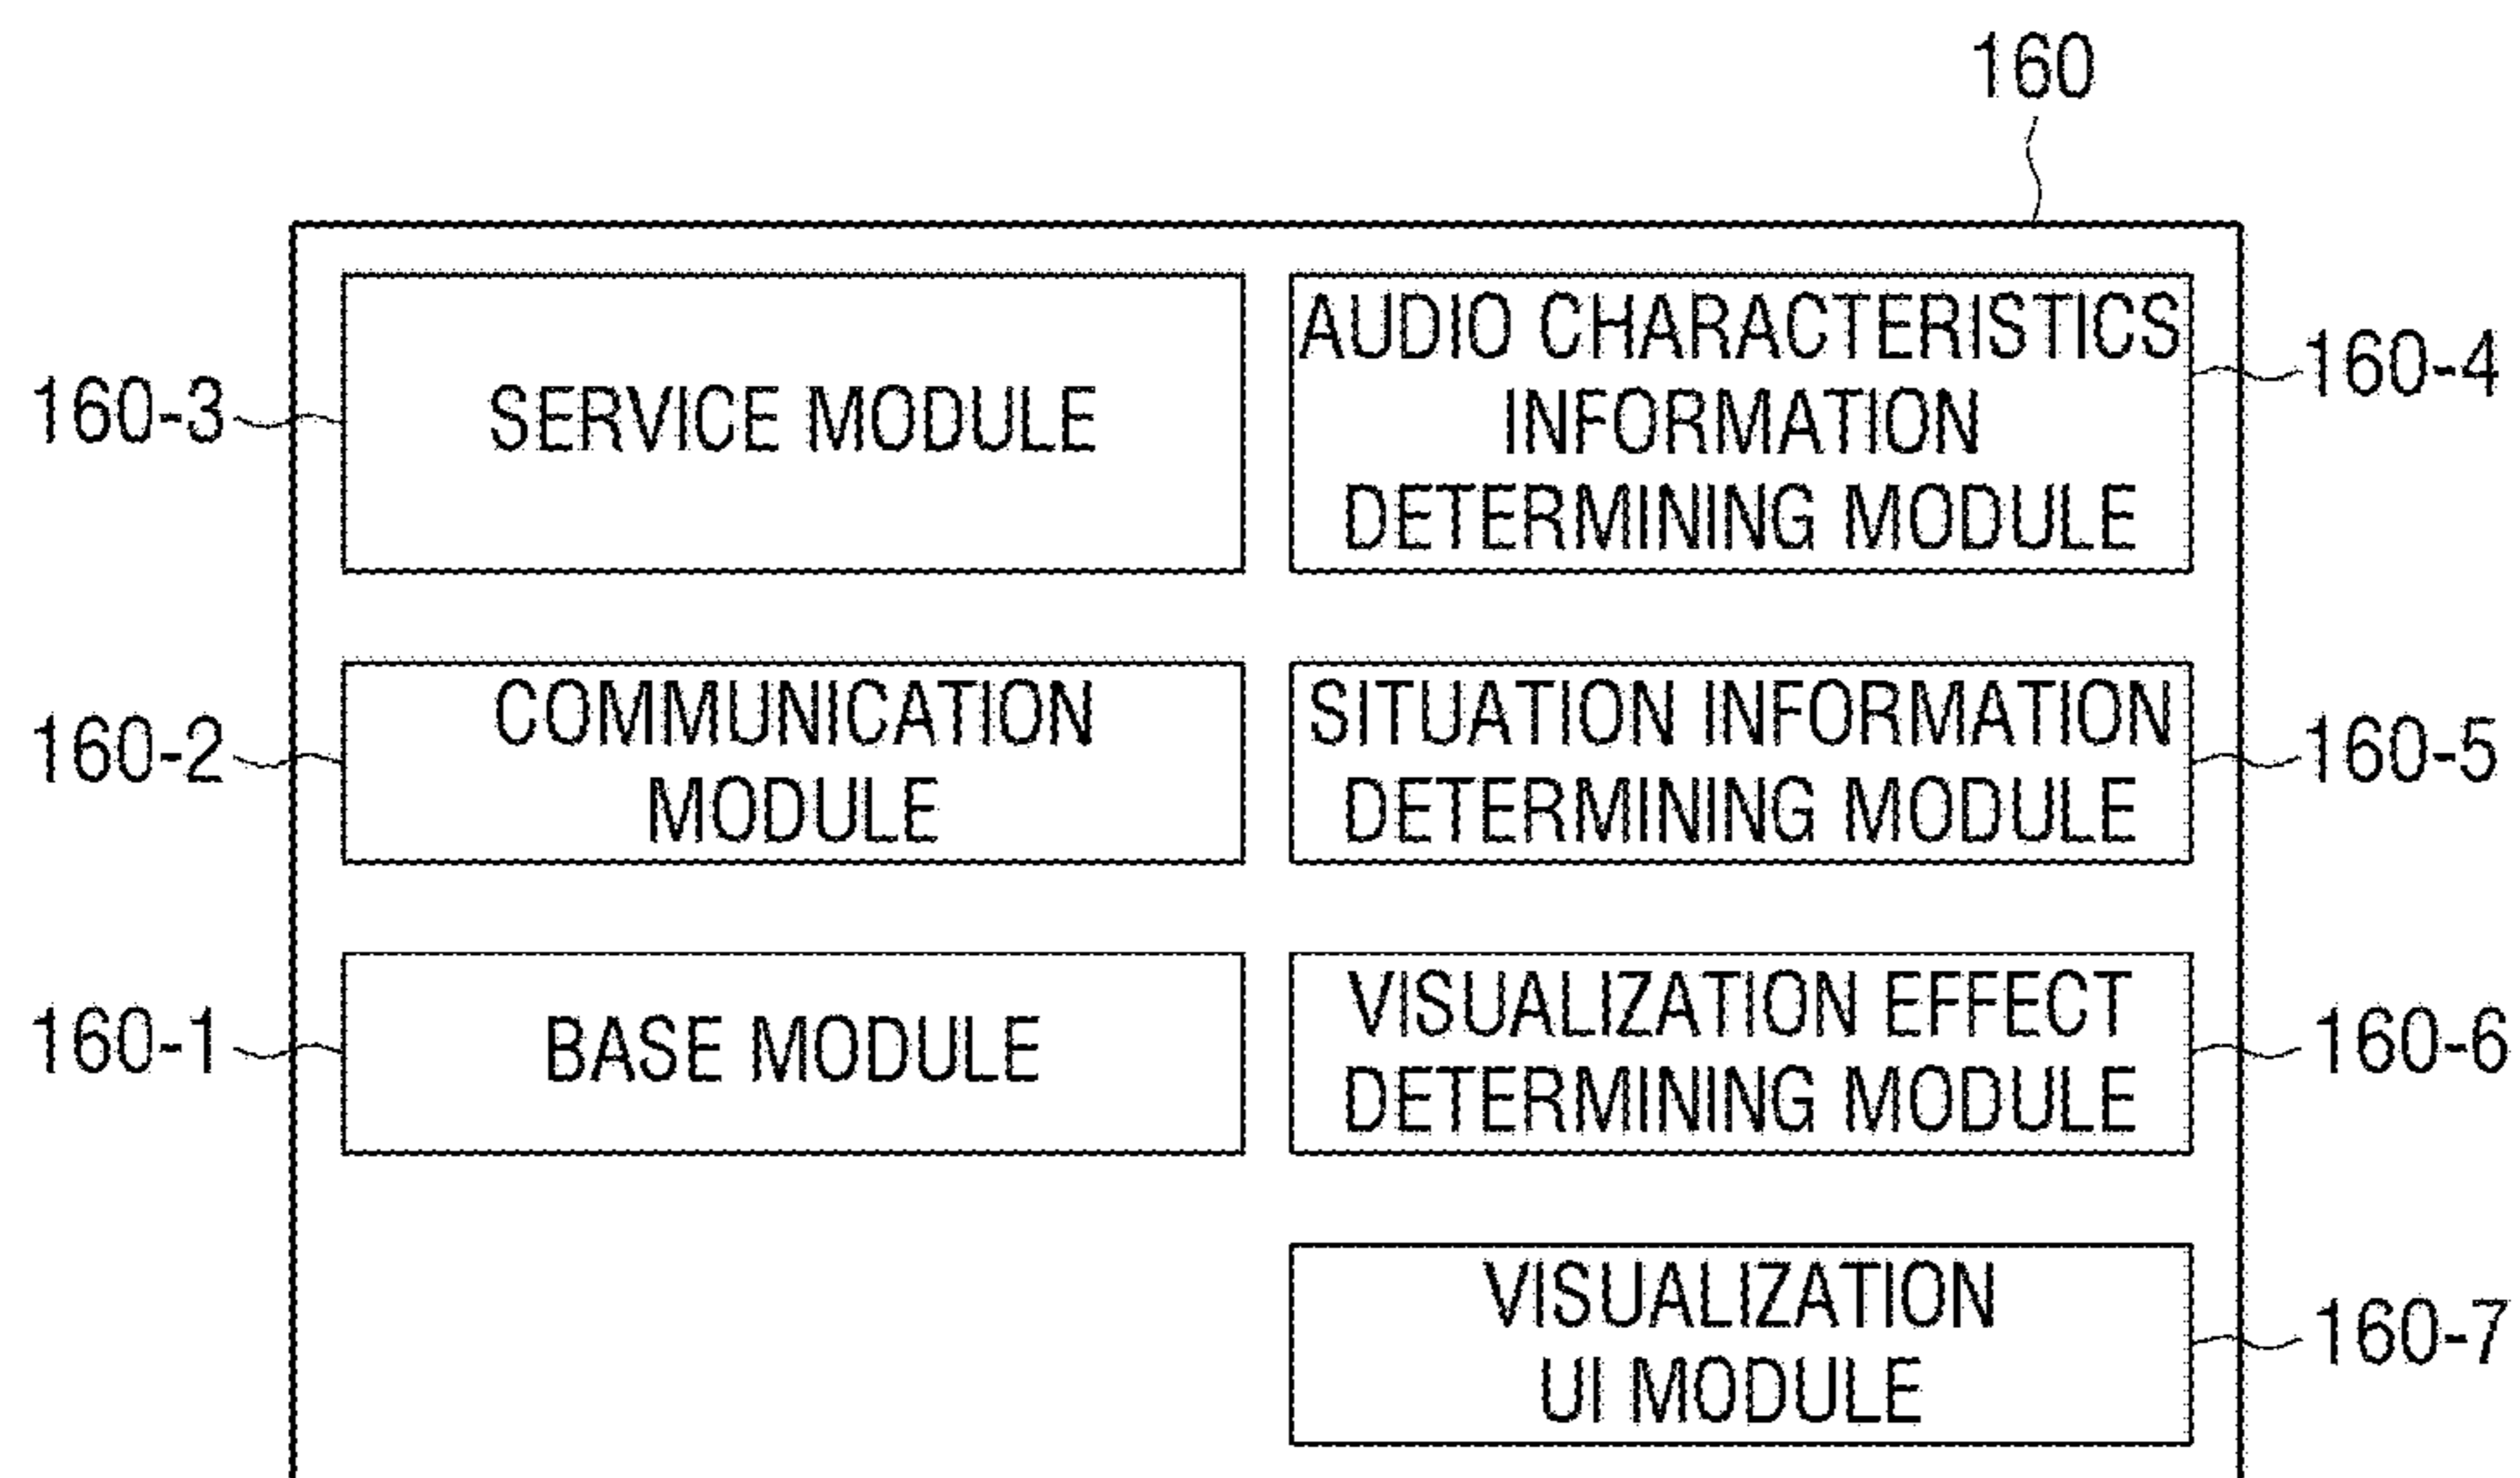 160
160-3
SERVICE MODULE
AUDIO CHARACTERISTICS
INFORMATION
DETERMINING MODULE
160-4
160-2
COMMUNICATION
MODULE
SITUATION INFORMATION
DETERMINING MODULE
160-5
160-1
BASE MODULE
VISUALIZATION EFFECT
DETERMINING MODULE
160-6
VISUALIZATION
UI MODULE
160-7